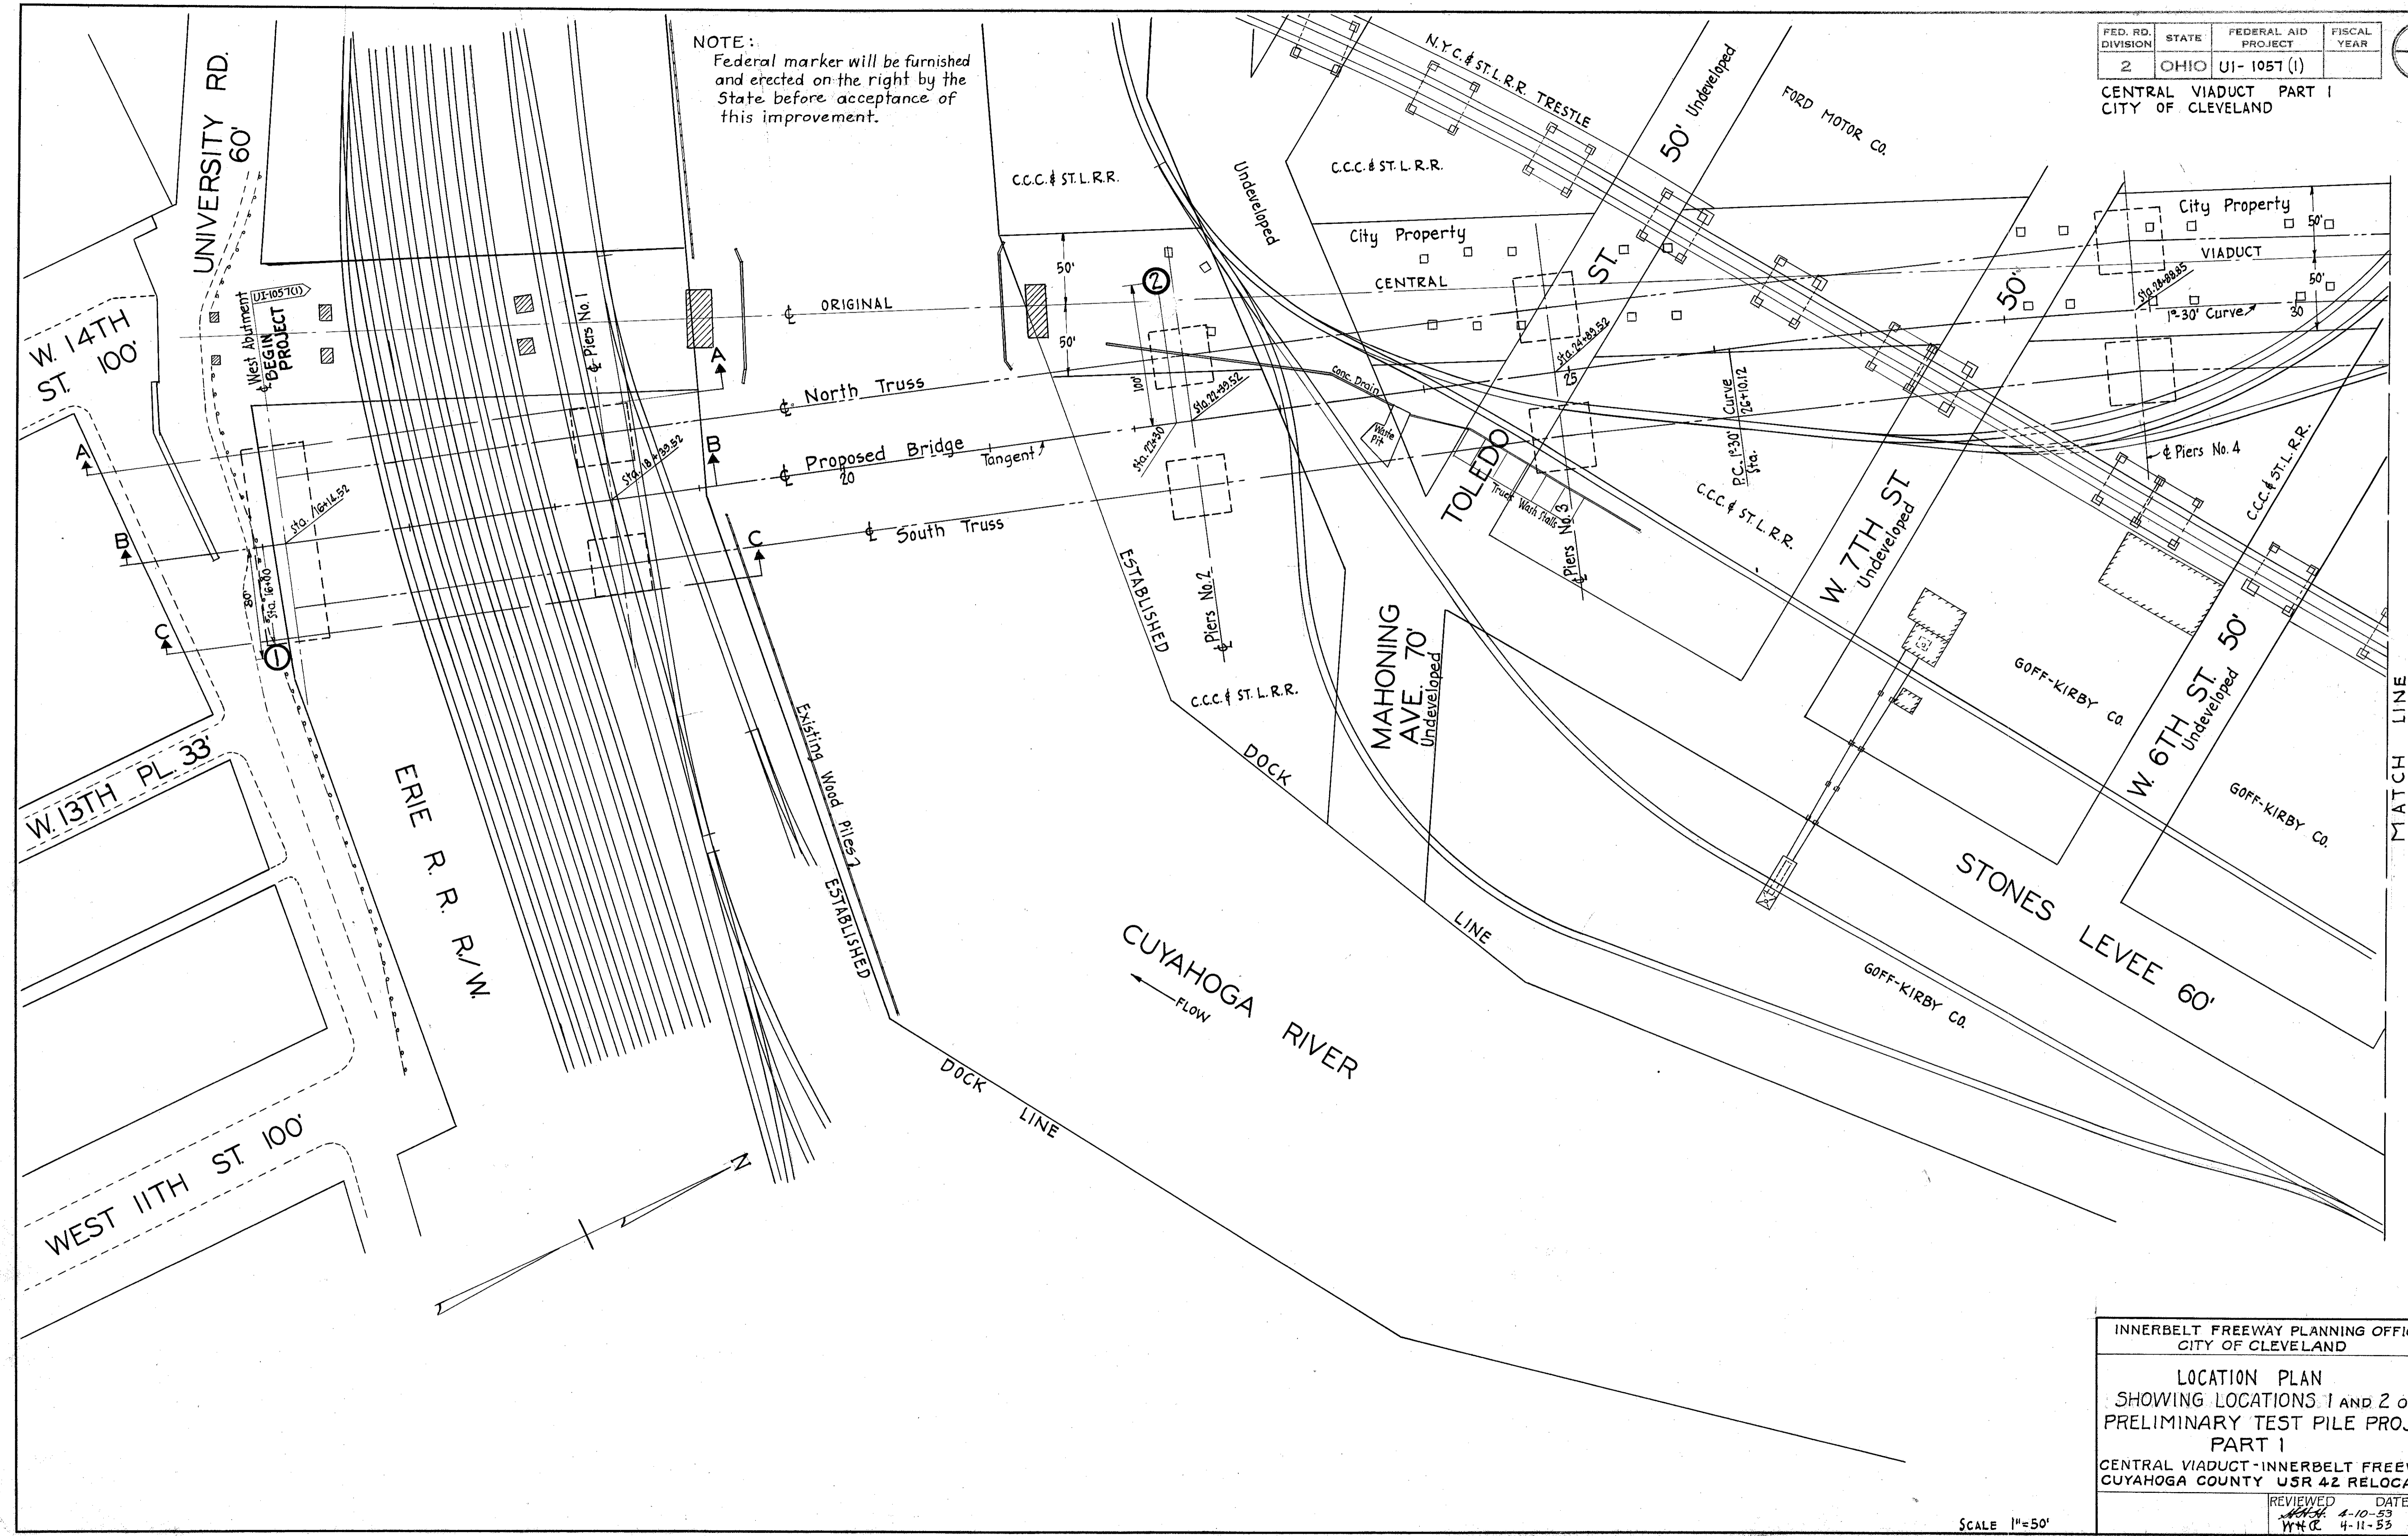 NOTE:
Federal marker will be furnished
and erected on the right by the
State before acceptance of
this improvement.
FED. RD. DIVISION
STATE
FEDERAL AID PROJECT
FISCAL YEAR
2
OHIO
UI-1057 (1)
CENTRAL VIADUCT PART 1
CITY OF CLEVELAND
UNIVERSITY RD.
60'
W. 14TH
ST. 100'
℄ West Abutment
UI-1057(1)
BEGIN
PROJECT
℄ Piers No. 1
℄ ORIGINAL
CENTRAL
VIADUCT
C.C.C. & ST. L. R.R.
50'
50'
2
100'
Undeveloped
N.Y.C. & ST. L. R.R. TRESTLE
C.C.C. & ST. L. R.R.
City Property
50' Undeveloped
FORD MOTOR CO.
ST.
TOLEDO
City Property
50'
50'
50'
Sta. 28+88.85
1°-30' Curve
30
A
A
B
B
C
C
℄ North Truss
℄ Proposed Bridge
20
Tangent
℄ South Truss
Sta. 16+14.52
Sta. 18+39.52
Sta. 22+30
Sta. 22+39.52
Sta. 24+89.52
25
Conc. Drain
Waste
Pit
Truck Wash Stalls
℄ Piers No. 3
P.C. 1°30' Curve
Sta. 26+10.12
C.C.C. & ST. L. R.R.
℄ Piers No. 4
C.C.C. & ST. L. R.R.
80'
Sta. 16+00
1
ESTABLISHED
℄ Piers No. 2
C.C.C. & ST. L. R.R.
MAHONING
AVE. 70'
Undeveloped
W. 7TH ST
Undeveloped
GOFF-KIRBY CO.
W. 6TH ST. 50'
Undeveloped
GOFF-KIRBY CO.
MATCH LINE
W. 13TH PL. 33'
ERIE R. R. R/W.
Existing Wood Piles
ESTABLISHED
DOCK
LINE
STONES LEVEE 60'
GOFF-KIRBY CO.
CUYAHOGA RIVER
FLOW
DOCK
LINE
WEST 11TH ST. 100'
N
INNERBELT FREEWAY PLANNING
CITY OF CLEVELAND
LOCATION PLAN
SHOWING LOCATIONS 1 AND 2
PRELIMINARY TEST PILE
PART 1
CENTRAL VIADUCT-INNERBELT
CUYAHOGA COUNTY USR 42
REVIEWED DATE
4-10-53
4-11-53
SCALE 1"=50'